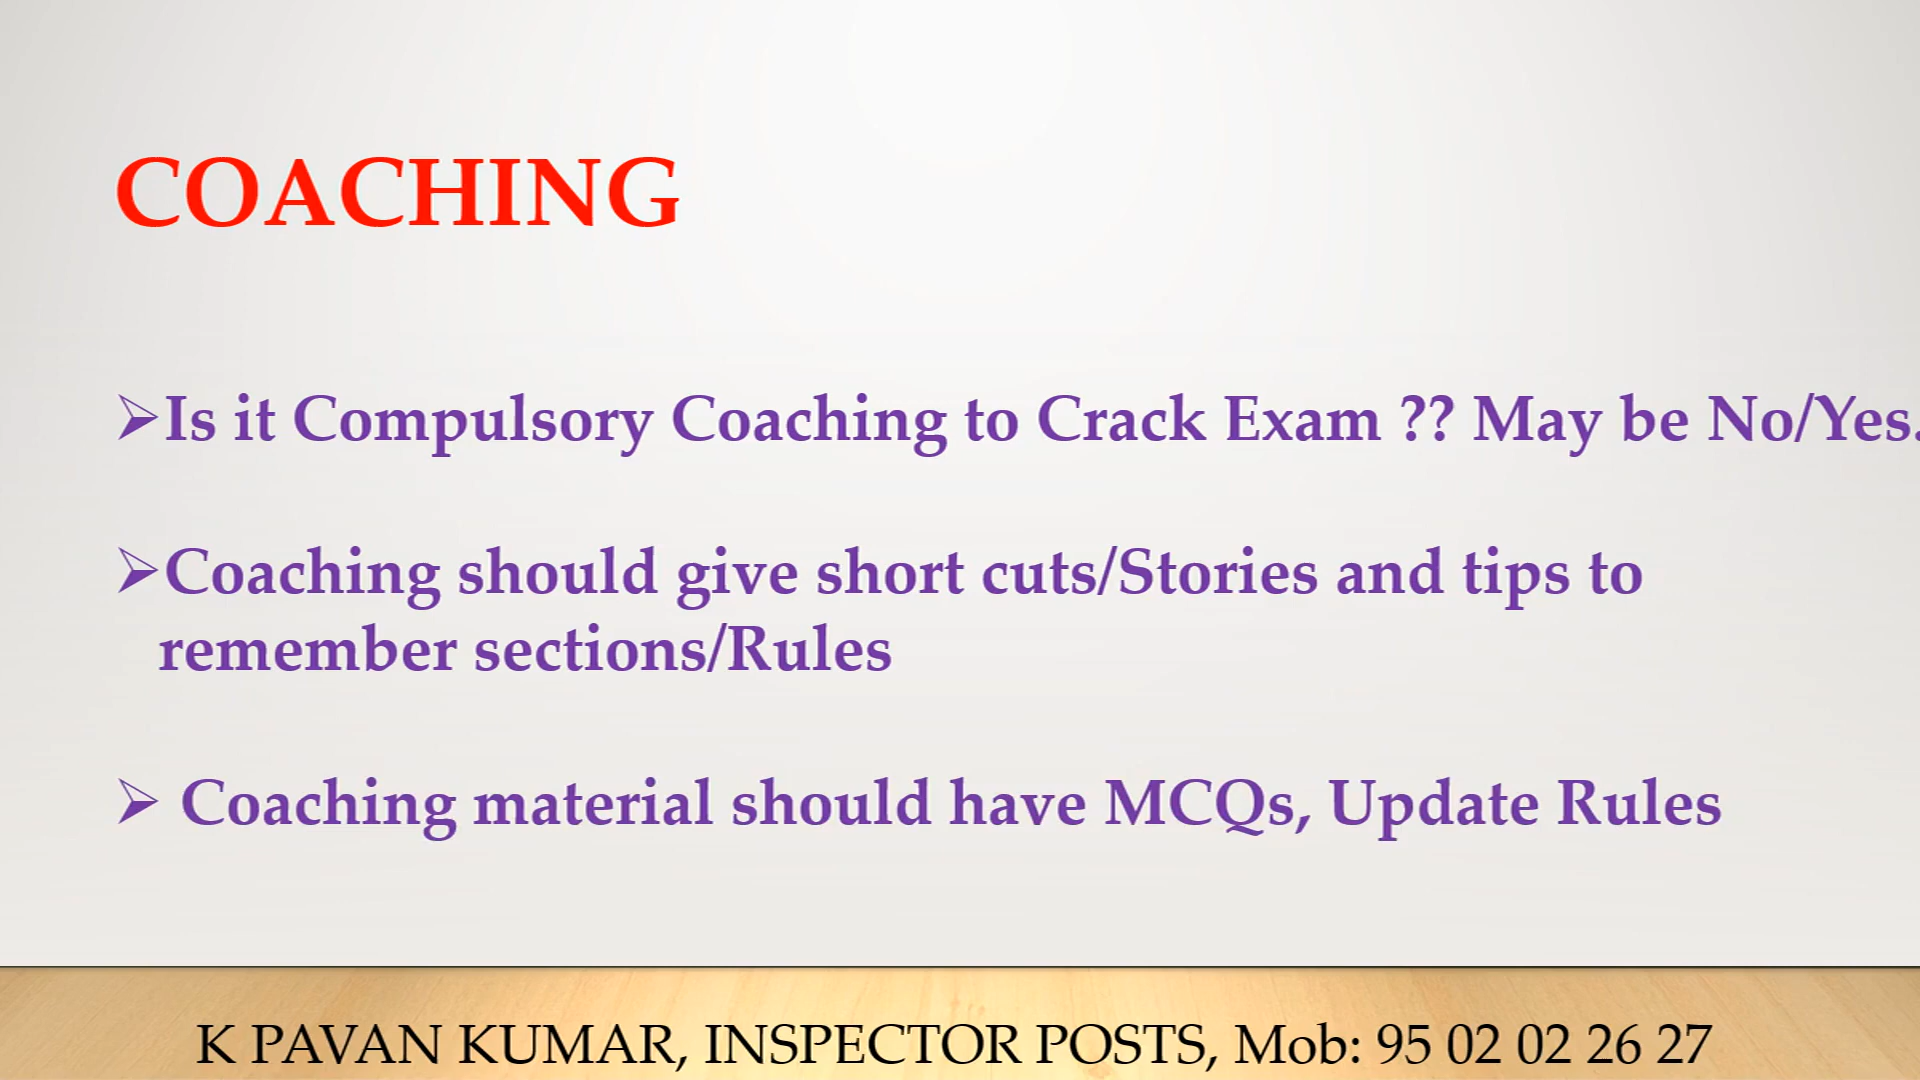 COACHING
➢Is it Compulsory Coaching to Crack Exam ?? May be No/Yes.
➢Coaching should give short cuts/Stories and tips to
remember sections/Rules
➢ Coaching material should have MCQs, Update Rules
K PAVAN KUMAR, INSPECTOR POSTS, Mob: 95 02 02 26 27